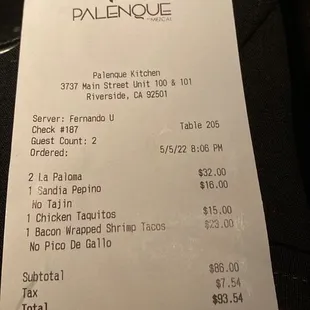 PALENQUE
MEZCAL
Palenque Kitchen
3737 Main Street Unit 100 & 101
Riverside, CA 92501
Server: Fernando U
Check #187 Table 205
Guest Count: 2
Ordered: 5/5/22 8:06 PM
2 La Paloma $32.00
1 Sandia Pepino $16.00
No Tajin
1 Chicken Taquitos $15.00
1 Bacon Wrapped Shrimp Tacos $23.00
No Pico De Gallo
Subtotal $86.00
Tax $7.54
Total $93.54